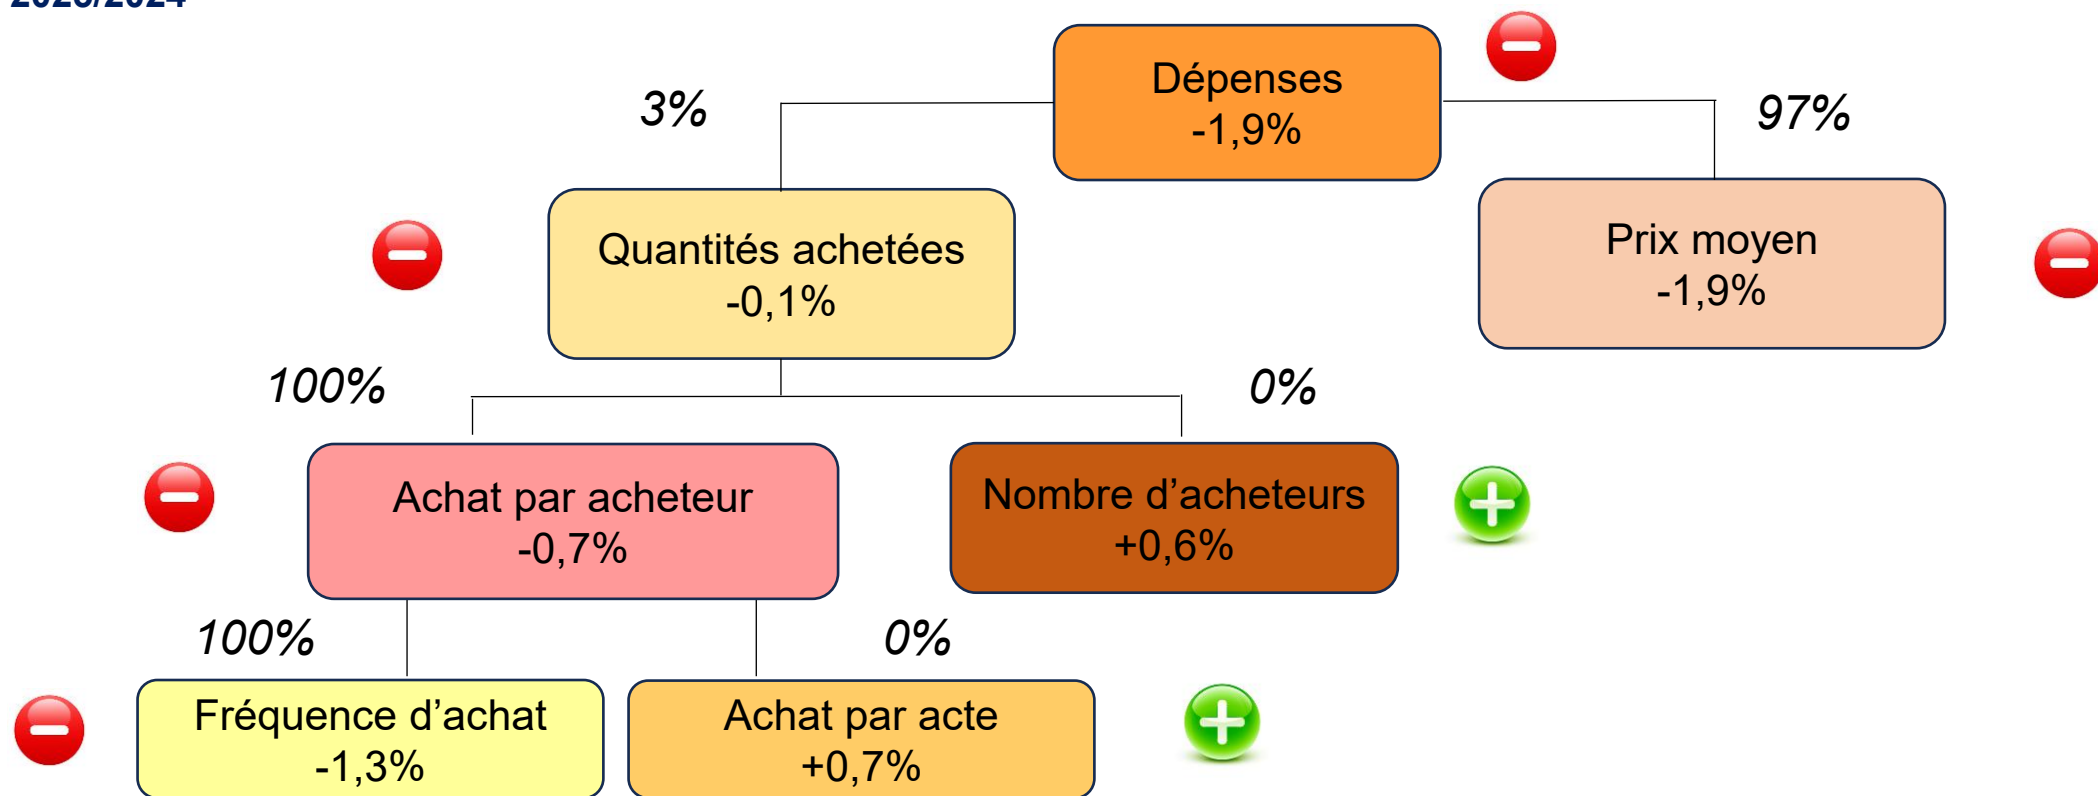 Dépenses
-1,9%
3%
97%
Quantités achetées
-0,1%
Prix moyen
-1,9%
100%
0%
Achat par acheteur
-0,7%
Nombre d’acheteurs
+0,6%
100%
0%
Fréquence d’achat
-1,3%
Achat par acte
+0,7%